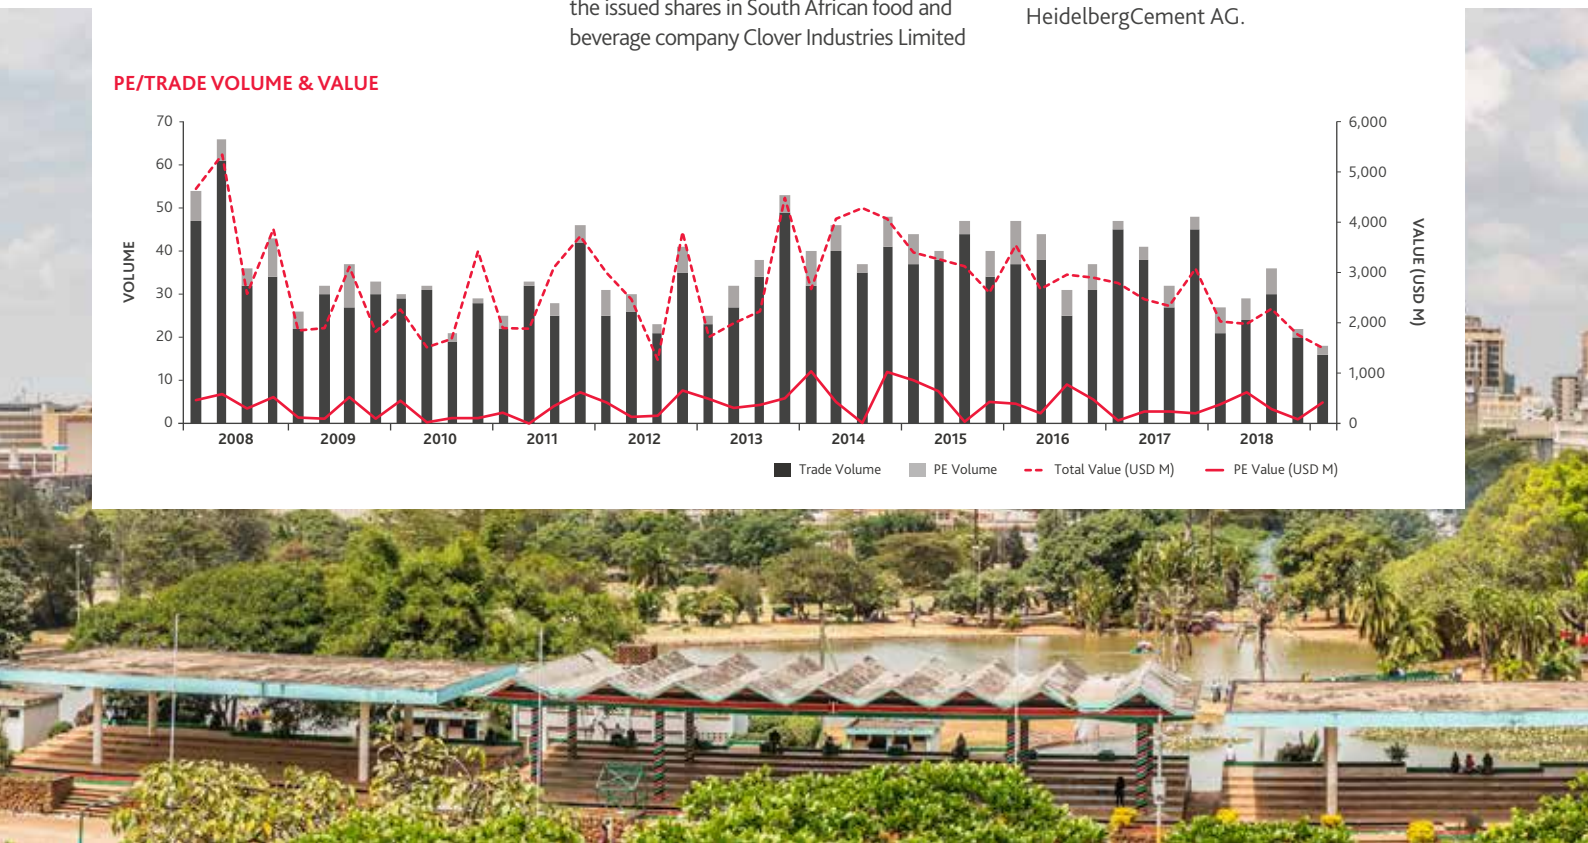 the issued shares in South African food and
beverage company Clover Industries Limited
HeidelbergCement AG.
PE/TRADE VOLUME & VALUE
VOLUME
70
60
50
40
30
20
10
0
6,000
5,000
4,000
3,000
2,000
1,000
0
VALUE (USD M)
2008 2009 2010 2011 2012 2013 2014 2015 2016 2017 2018
Trade Volume PE Volume Total Value (USD M) PE Value (USD M)